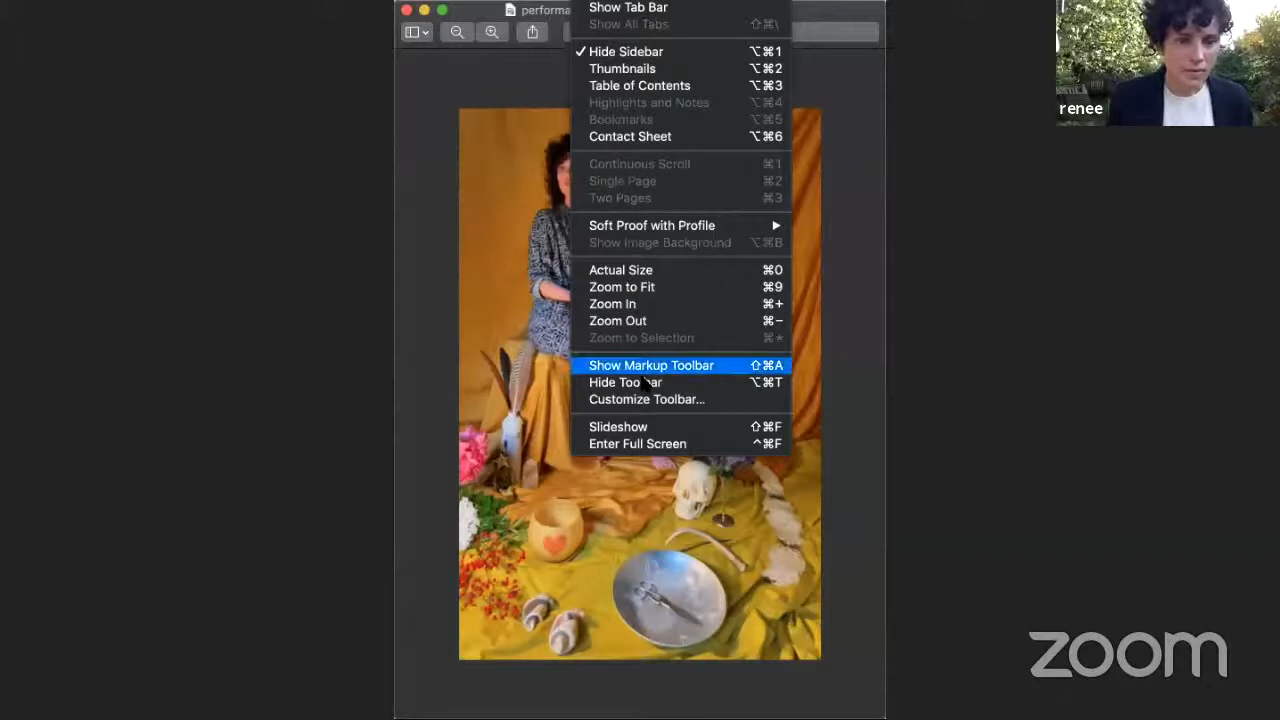 performa
Show Tab Bar
Show All Tabs ⇧⌘\
✓ Hide Sidebar ⌥⌘1
Thumbnails ⌥⌘2
Table of Contents ⌥⌘3
Highlights and Notes ⌥⌘4
Bookmarks ⌥⌘5
Contact Sheet ⌥⌘6
Continuous Scroll ⌘1
Single Page ⌘2
Two Pages ⌘3
Soft Proof with Profile ▶
Show Image Background ⌥⌘B
Actual Size ⌘0
Zoom to Fit ⌘9
Zoom In ⌘+
Zoom Out ⌘−
Zoom to Selection ⌘*
Show Markup Toolbar ⇧⌘A
Hide Toolbar ⌥⌘T
Customize Toolbar...
Slideshow ⇧⌘F
Enter Full Screen ^⌘F
renee
zoom